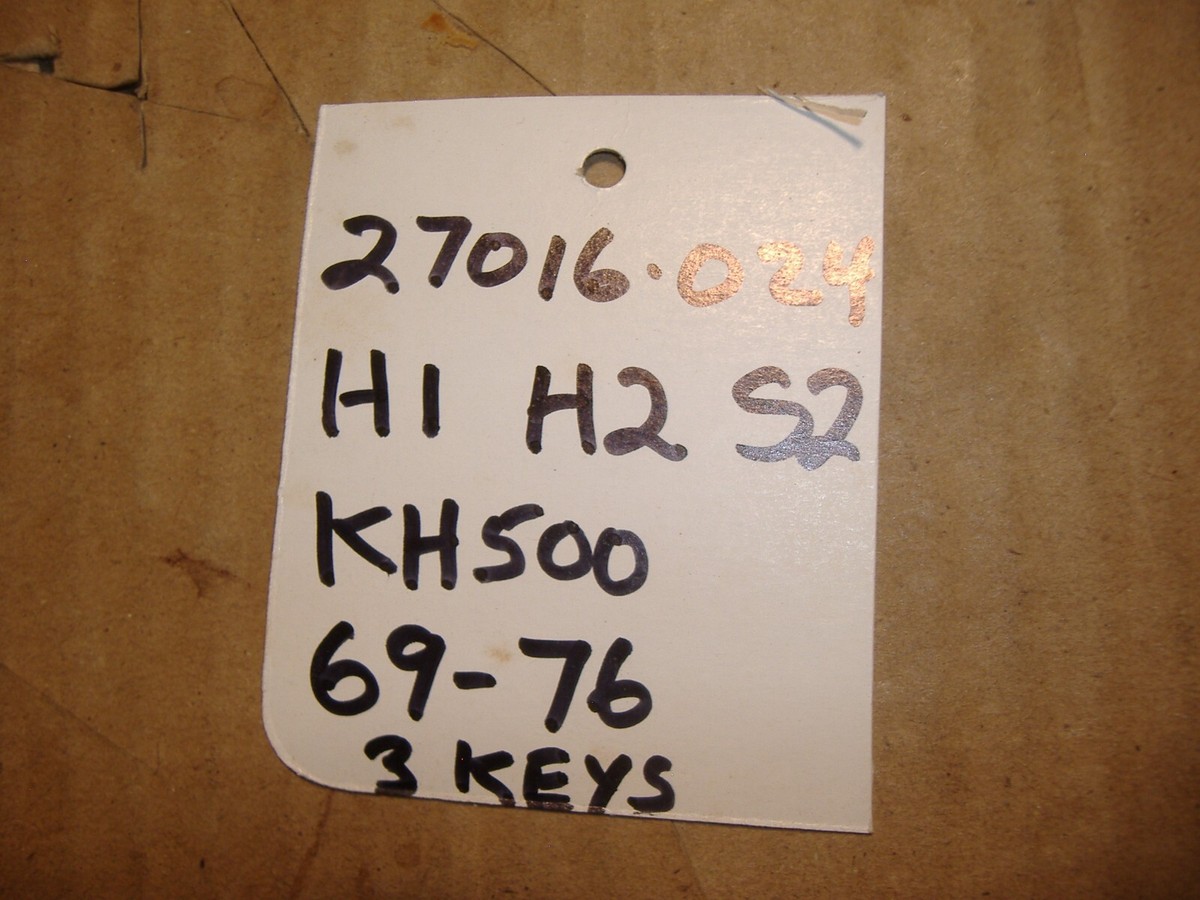 27016·024
H1 H2 S2
KH500
69-76
3 KEYS